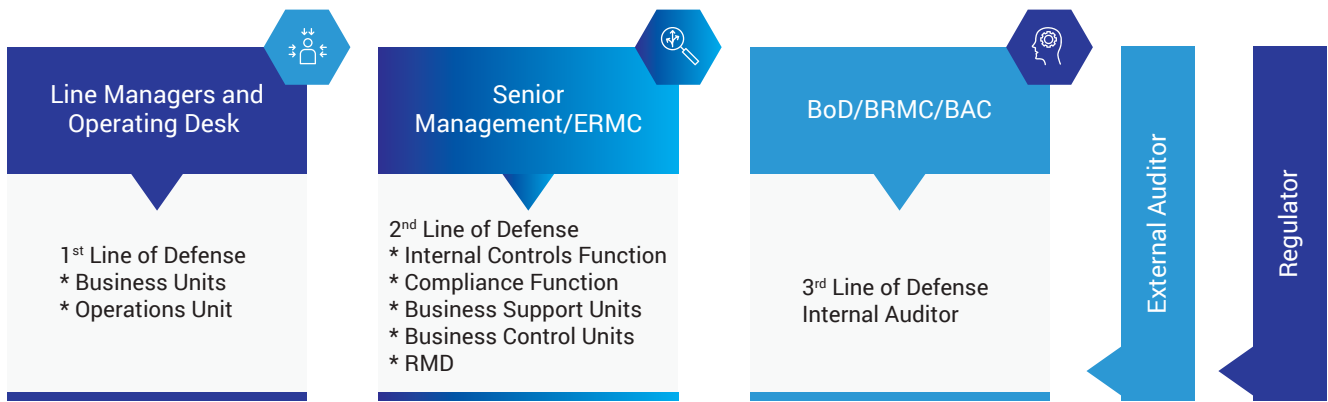 Line Managers and
Operating Desk
1st Line of Defense
* Business Units
* Operations Unit
Senior
Management/ERMC
2nd Line of Defense
* Internal Controls Function
* Compliance Function
* Business Support Units
* Business Control Units
* RMD
BoD/BRMC/BAC
3rd Line of Defense
Internal Auditor
External Auditor
Regulator